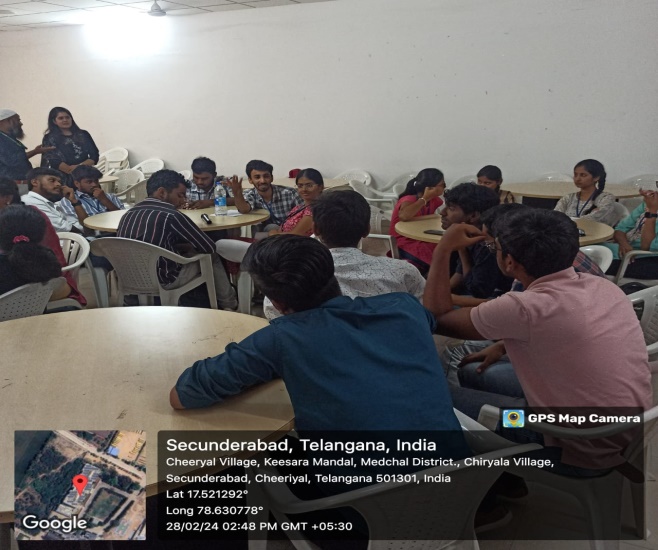 GPS Map Camera
Secunderabad, Telangana, India
Cheeryal Village, Keesara Mandal, Medchal District., Chiryala Village,
Secunderabad, Cheeriyal, Telangana 501301, India
Lat 17.521292°
Long 78.630778°
28/02/24 02:48 PM GMT +05:30
Google